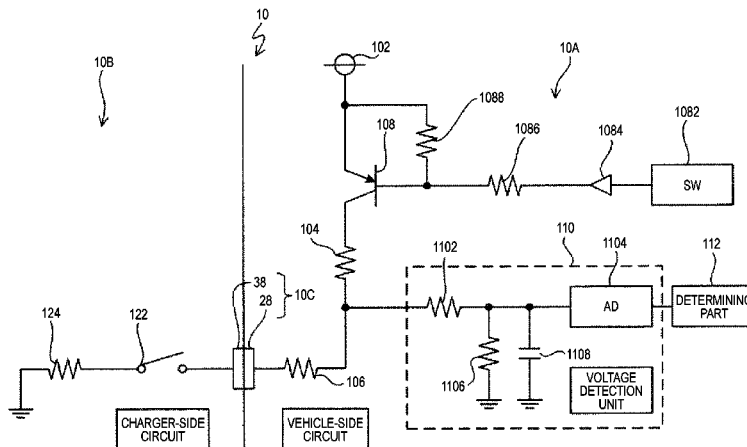 10
10B
102
10A
1088
108
1086
1084
1082
SW
104
110
1104
112
1102
38
28
10C
124
122
AD
DETERMINING
PART
106
1106
1108
VOLTAGE
DETECTION
UNIT
CHARGER-SIDE
CIRCUIT
VEHICLE-SIDE
CIRCUIT